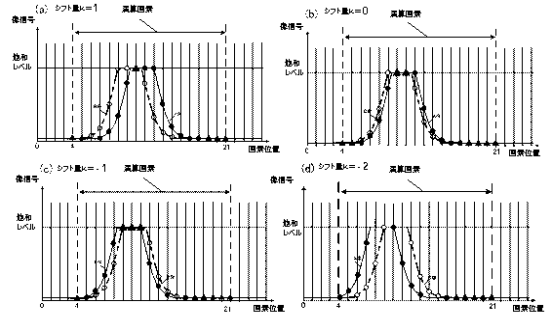 (a) シフト量k=1 演算画素
像信号
飽和
レベル
4 21 画素位置
(b) シフト量k=0 演算画素
像信号
飽和
レベル
4 21 画素位置
(c) シフト量k=-1 演算画素
像信号
飽和
レベル
4 21 画素位置
(d) シフト量k=-2 演算画素
像信号
飽和
レベル
4 21 画素位置